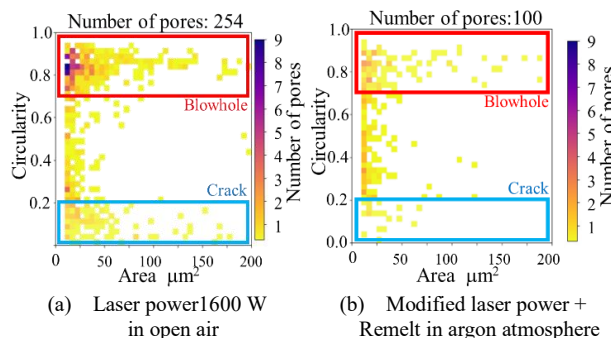 Number of pores: 254
1.0
0.8
0.6
0.4
0.2
Circularity
Blowhole
Crack
0
50
100
150
200
Area μm2
9
8
7
6
5
4
3
2
1
Number of pores
(a) Laser power1600 W
in open air
Number of pores:100
1.0
0.8
0.6
0.4
0.2
0.0
Circularity
Blowhole
Crack
0
50
100
150
200
Area μm2
9
8
7
6
5
4
3
2
1
Number of pores
(b) Modified laser power +
Remelt in argon atmosphere